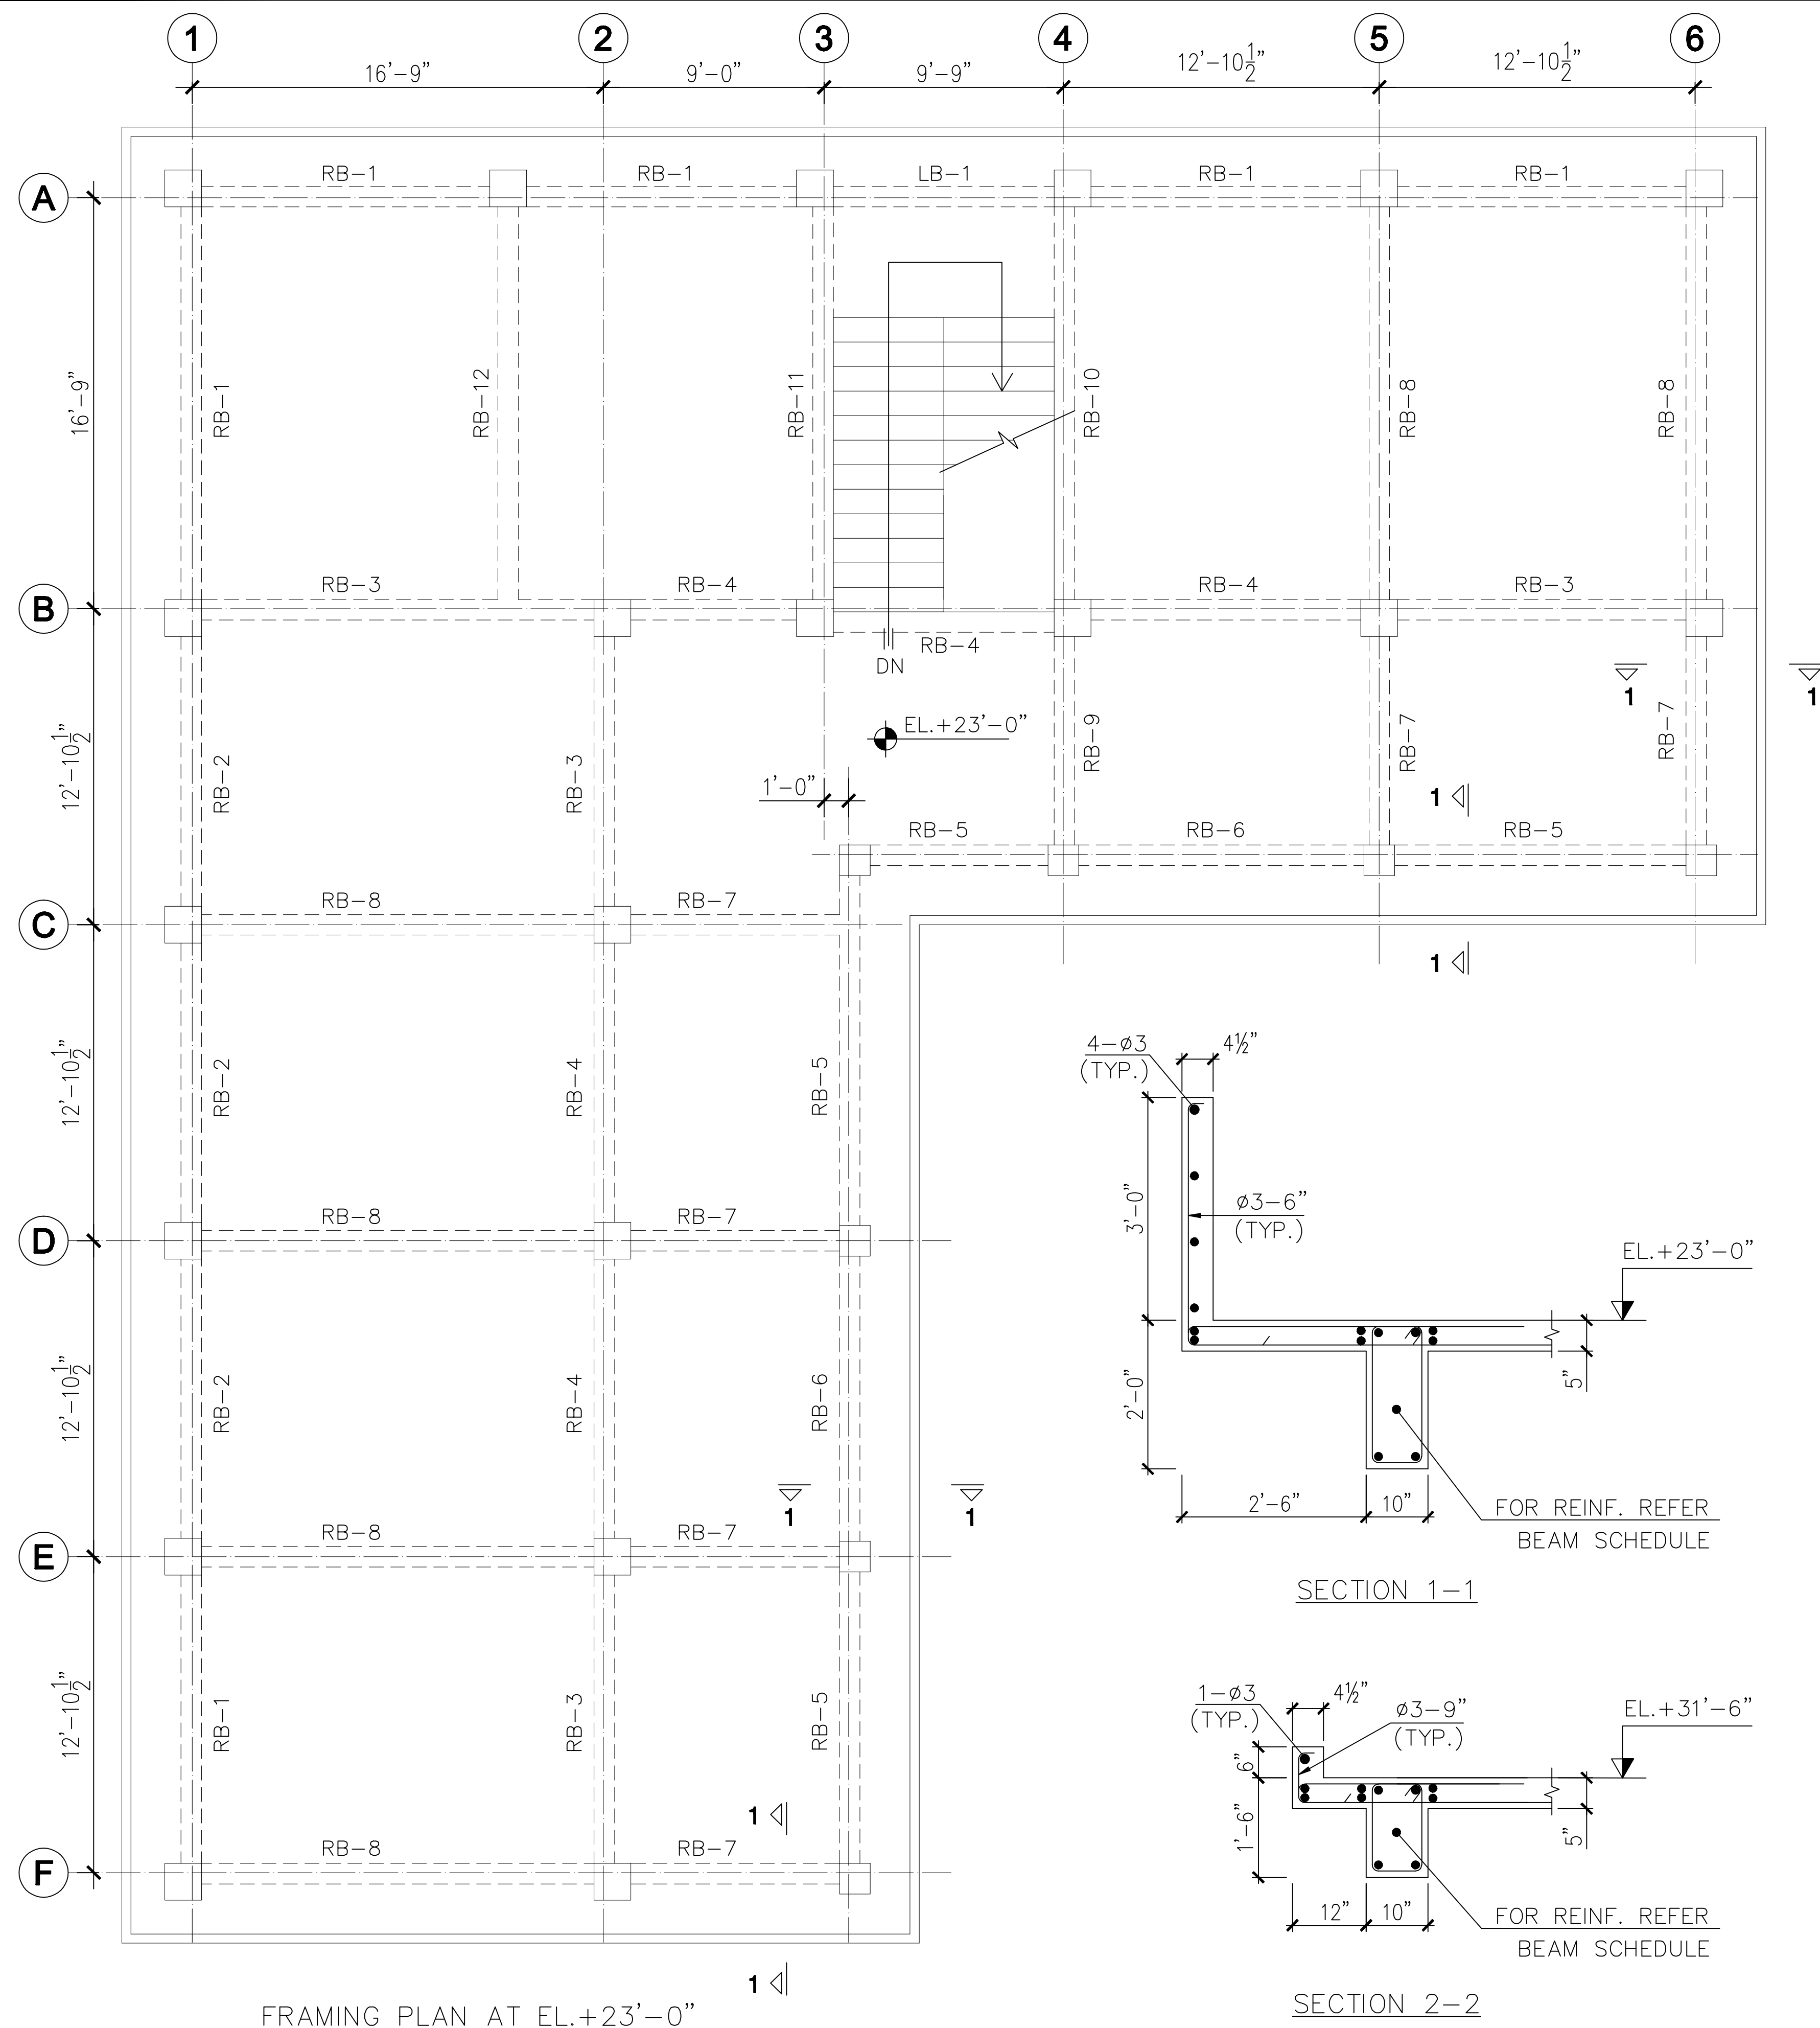 1 2 3 4 5 6
16'-9" 9'-0" 9'-9" 12'-10½" 12'-10½"
RB-1 RB-1 LB-1 RB-1 RB-1
A
16'-9"
RB-1 RB-12 RB-11 RB-10 RB-8 RB-8
RB-3 RB-4 RB-4 RB-3
B
RB-4
DN
1 1
EL.+23'-0"
12'-10½"
RB-2 RB-3 RB-9 RB-7 RB-7
1'-0"
1
RB-5 RB-6 RB-5
RB-8 RB-7
C
1
12'-10½"
RB-2 RB-4 RB-5
RB-8 RB-7
D
12'-10½"
RB-2 RB-4 RB-6
1 1
RB-8 RB-7
E
12'-10½"
RB-1 RB-3 RB-5
1
RB-8 RB-7
F
1
FRAMING PLAN AT EL.+23'-0"
4-ø3
(TYP.)
4½"
3'-0"
ø3-6"
(TYP.)
EL.+23'-0"
2'-0"
5"
2'-6" 10"
FOR REINF. REFER
BEAM SCHEDULE
SECTION 1-1
1-ø3
(TYP.)
4½"
ø3-9"
(TYP.)
EL.+31'-6"
6"
1'-6"
5"
12" 10"
FOR REINF. REFER
BEAM SCHEDULE
SECTION 2-2